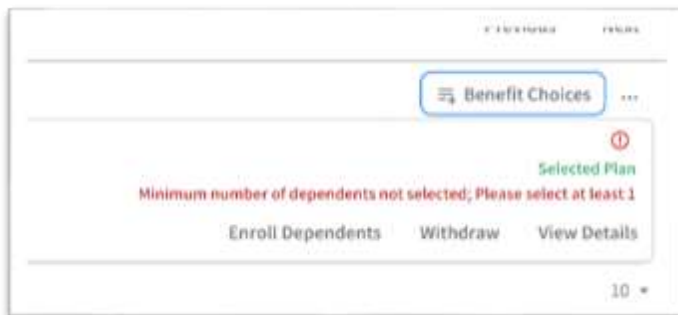 Benefit Choices ...
Selected Plan
Minimum number of dependents not selected; Please select at least 1
Enroll Dependents Withdraw View Details
10